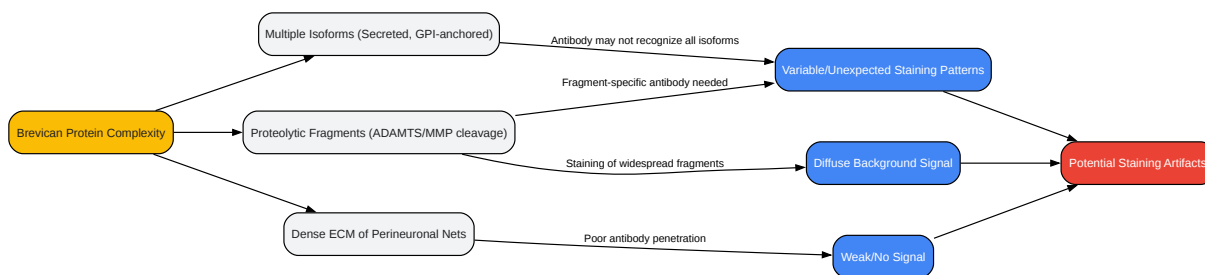 Multiple Isoforms (Secreted, GPI-anchored)
Antibody may not recognize all isoforms
Variable/Unexpected Staining Patterns
Fragment-specific antibody needed
Brevican Protein Complexity
Proteolytic Fragments (ADAMTS/MMP cleavage)
Staining of widespread fragments
Diffuse Background Signal
Potential Staining Artifacts
Dense ECM of Perineuronal Nets
Poor antibody penetration
Weak/No Signal